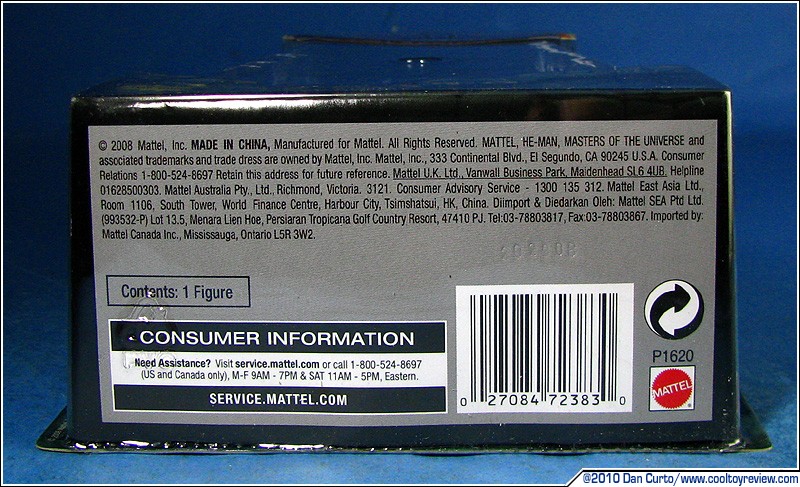 © 2008 Mattel, Inc. MADE IN CHINA, Manufactured for Mattel. All Rights Reserved. MATTEL, HE-MAN, MASTERS OF THE UNIVERSE and
associated trademarks and trade dress are owned by Mattel, Inc. Mattel, Inc., 333 Continental Blvd., El Segundo, CA 90245 U.S.A. Consumer
Relations 1-800-524-8697 Retain this address for future reference. Mattel U.K. Ltd., Vanwall Business Park, Maidenhead SL6 4UB. Helpline
01628500303. Mattel Australia Pty., Ltd., Richmond, Victoria. 3121. Consumer Advisory Service - 1300 135 312. Mattel East Asia Ltd.,
Room 1106, South Tower, World Finance Centre, Harbour City, Tsimshatsui, HK, China. Diimport & Diedarkan Oleh: Mattel SEA Ptd Ltd.
(993532-P) Lot 13.5, Menara Lien Hoe, Persiaran Tropicana Golf Country Resort, 47410 PJ. Tel:03-78803817, Fax:03-78803867. Imported by:
Mattel Canada Inc., Mississauga, Ontario L5R 3W2.
Contents: 1 Figure
CONSUMER INFORMATION
Need Assistance? Visit service.mattel.com or call 1-800-524-8697
(US and Canada only), M-F 9AM - 7PM & SAT 11AM - 5PM, Eastern.
SERVICE.MATTEL.COM
0 27084 72383 0
P1620
MATTEL
©2010 Dan Curto/www.cooltoyreview.com